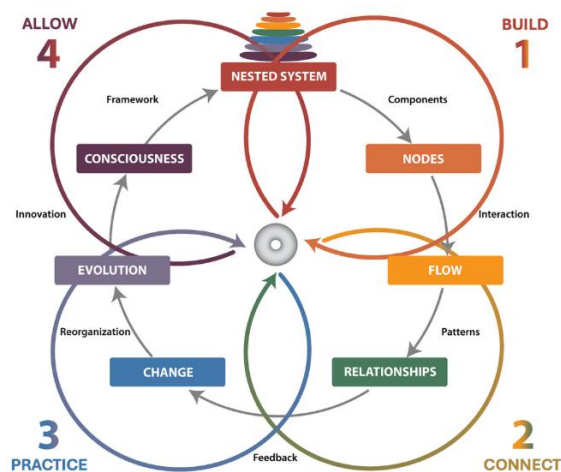 ALLOW
4
BUILD
1
NESTED SYSTEM
Framework
Components
CONSCIOUSNESS
NODES
Innovation
Interaction
EVOLUTION
FLOW
Reorganization
Patterns
CHANGE
RELATIONSHIPS
3
PRACTICE
Feedback
2
CONNECT